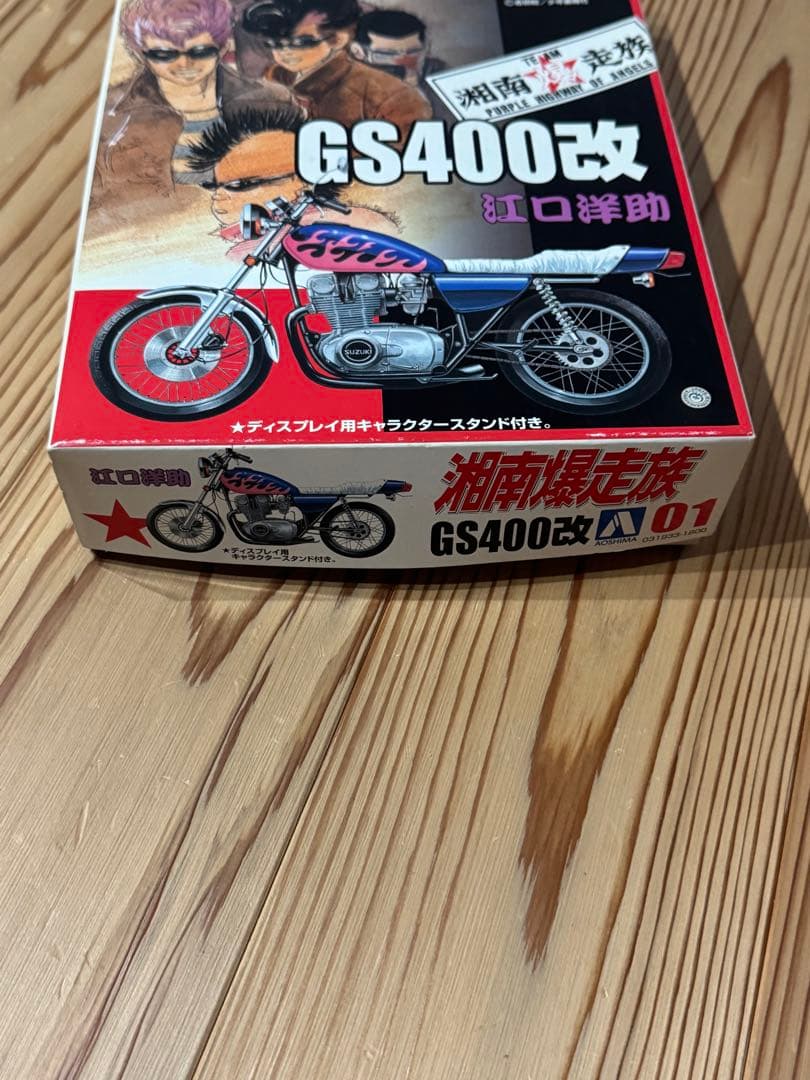 TEAM
湘南爆走族
PURPLE HIGHWAY OF ANGELS
GS400改
江口洋助
SUZUKI
★ディスプレイ用キャラクタースタンド付き。
江口洋助
★ディスプレイ用
キャラクタースタンド付き。
湘南爆走族
GS400改
AOSHIMA
01
031933-1800